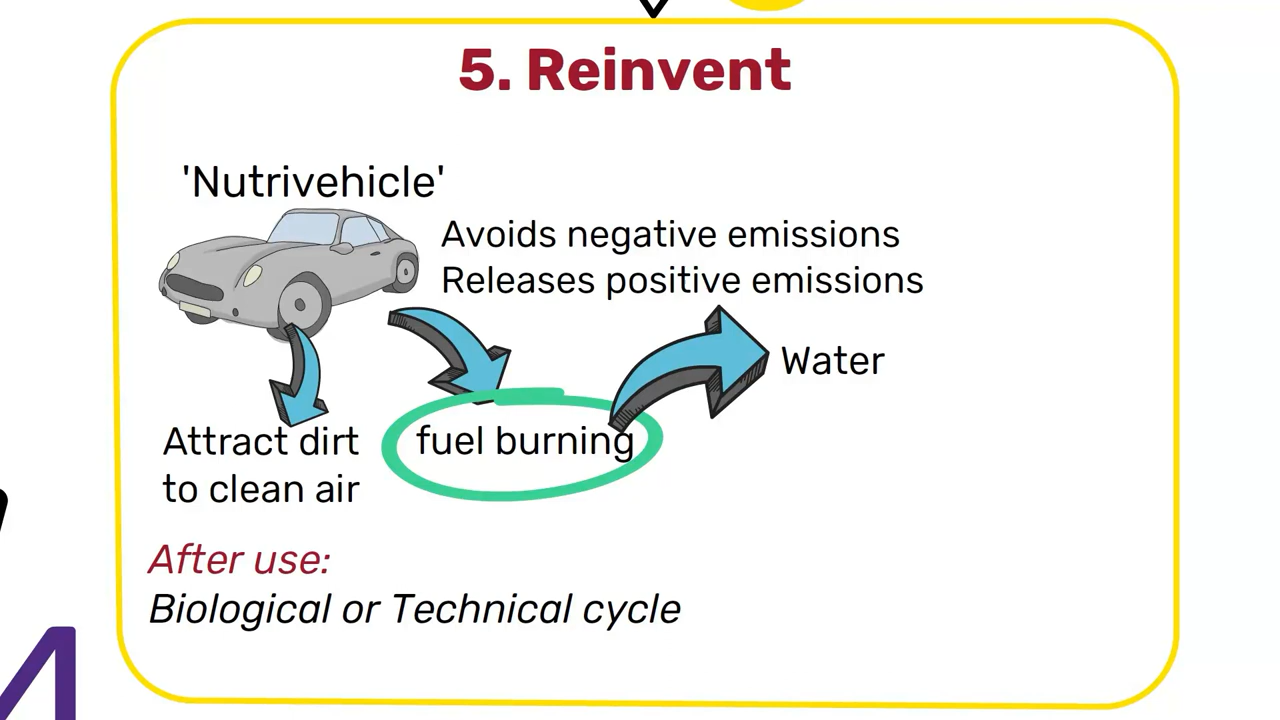 5. Reinvent
'Nutrivehicle'
Avoids negative emissions
Releases positive emissions
Water
Attract dirt
to clean air
fuel burning
After use:
Biological or Technical cycle